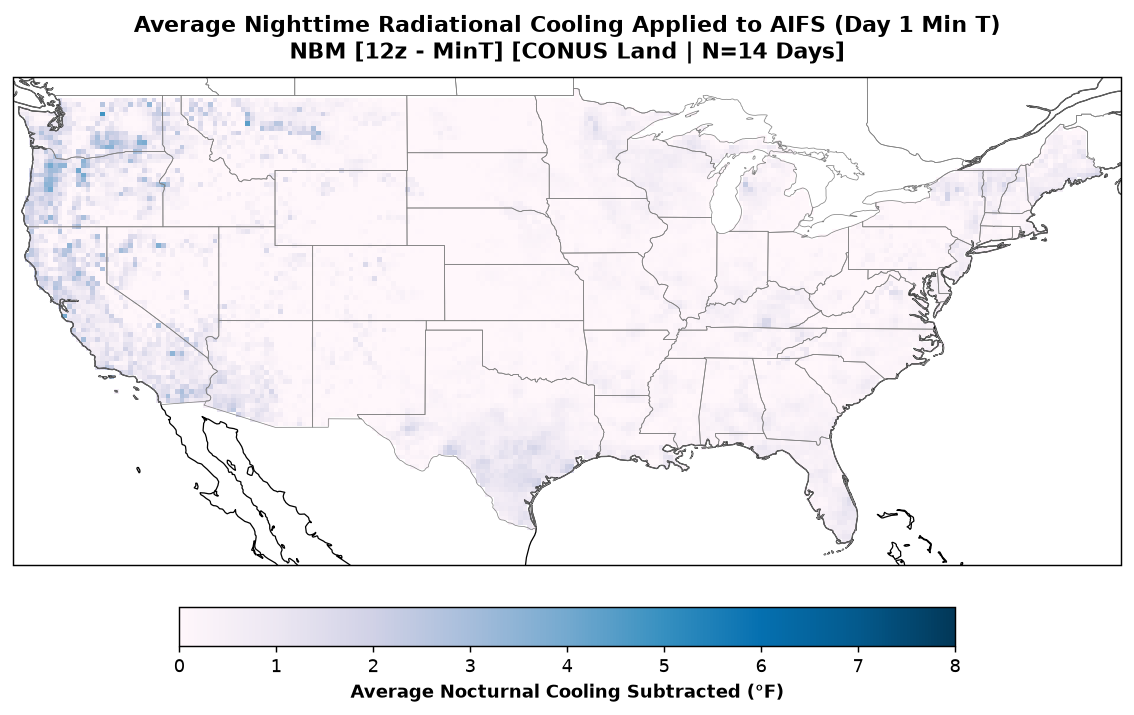 Average Nighttime Radiational Cooling Applied to AIFS (Day 1 Min T)
NBM [12z - MinT] [CONUS Land | N=14 Days]
0 1 2 3 4 5 6 7 8
Average Nocturnal Cooling Subtracted (°F)